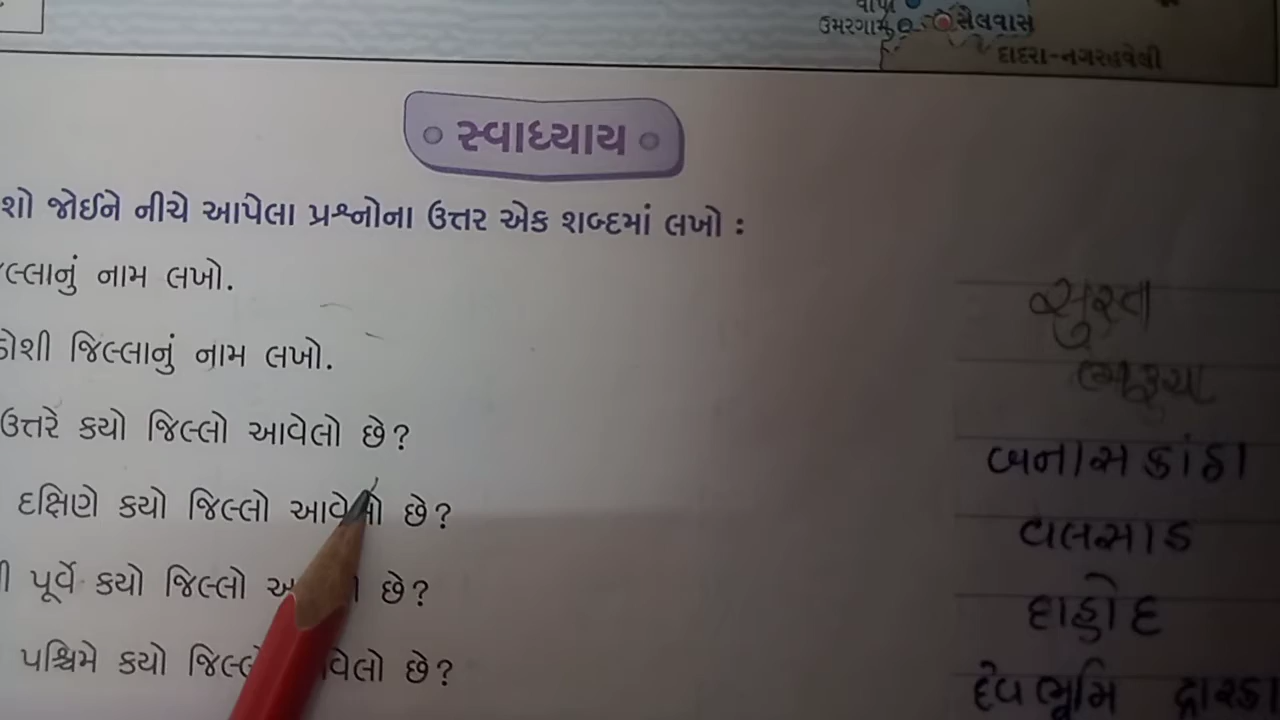 વાપી
ઉમરગામ સેલવાસ
દાદરા-નગરહવેલી
સ્વાધ્યાય
શો જોઈને નીચે આપેલા પ્રશ્નોના ઉત્તર એક શબ્દમાં લખો :
લ્લાનું નામ લખો. સુરત
ડોશી જિલ્લાનું નામ લખો. ભરૂચ
ઉત્તરે કયો જિલ્લો આવેલો છે? બનાસકાંઠા
દક્ષિણે કયો જિલ્લો આવેલો છે? વલસાડ
ી પૂર્વે કયો જિલ્લો છે? દાહોદ
પશ્ચિમે કયો જિલ્લો આવેલો છે? દેવભૂમિ દ્વારકા